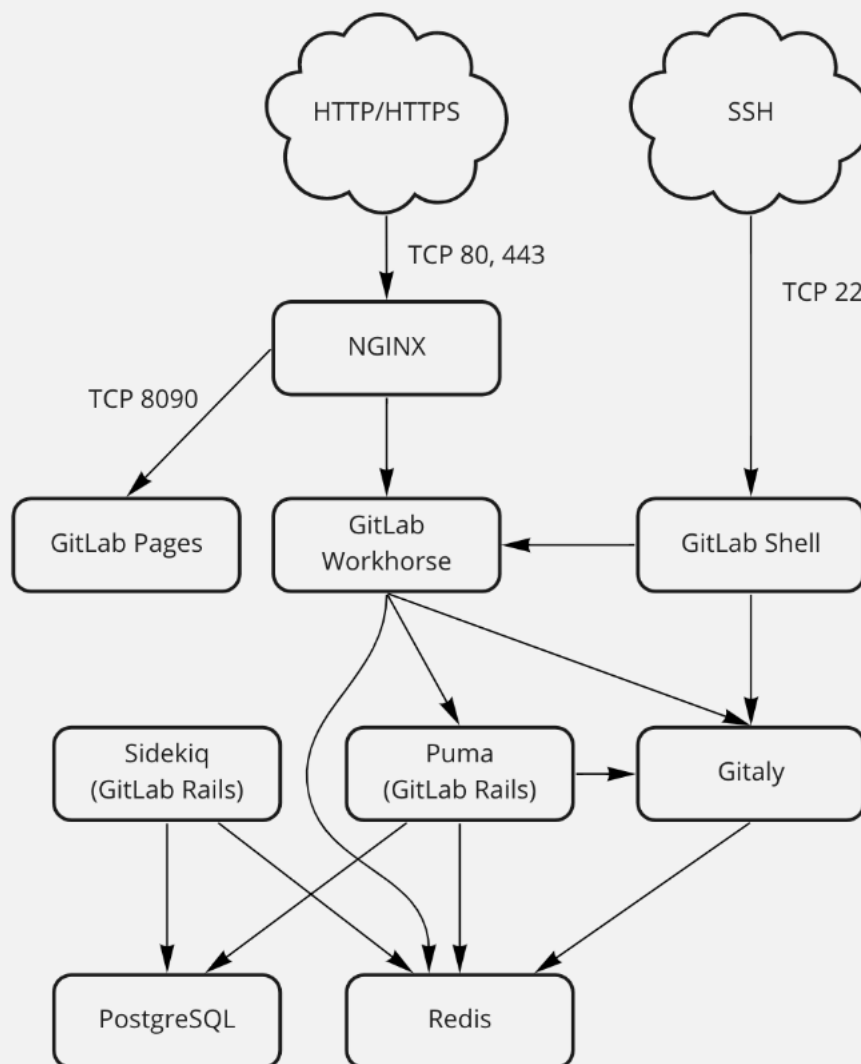 HTTP/HTTPS
SSH
TCP 80, 443
TCP 22
NGINX
TCP 8090
GitLab Pages
GitLab
Workhorse
GitLab Shell
Sidekiq
(GitLab Rails)
Puma
(GitLab Rails)
Gitaly
PostgreSQL
Redis